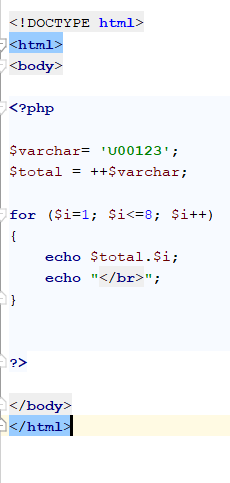 <!DOCTYPE html>
<html>
<body>
<?php
$varchar= 'U00123';
$total = ++$varchar;
for ($i=1; $i<=8; $i++)
{
    echo $total.$i;
    echo "</br>";
}
?>
</body>
</html>